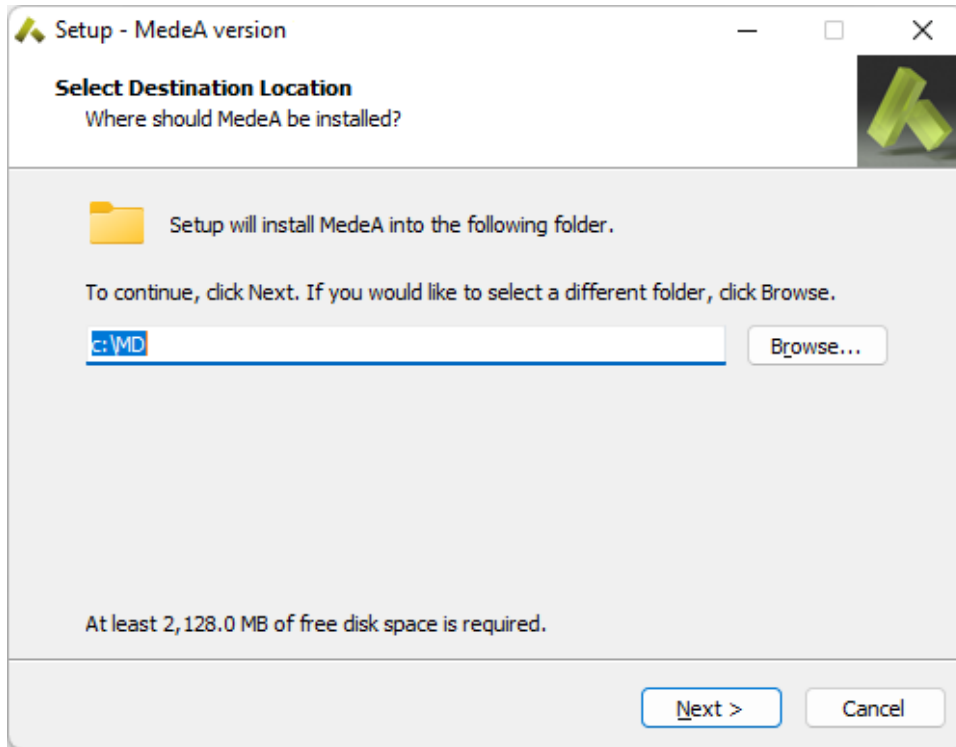 Setup - MedeA version
Select Destination Location
Where should MedeA be installed?
Setup will install MedeA into the following folder.
To continue, click Next. If you would like to select a different folder, click Browse.
c:\MD
Browse...
At least 2,128.0 MB of free disk space is required.
Next >
Cancel